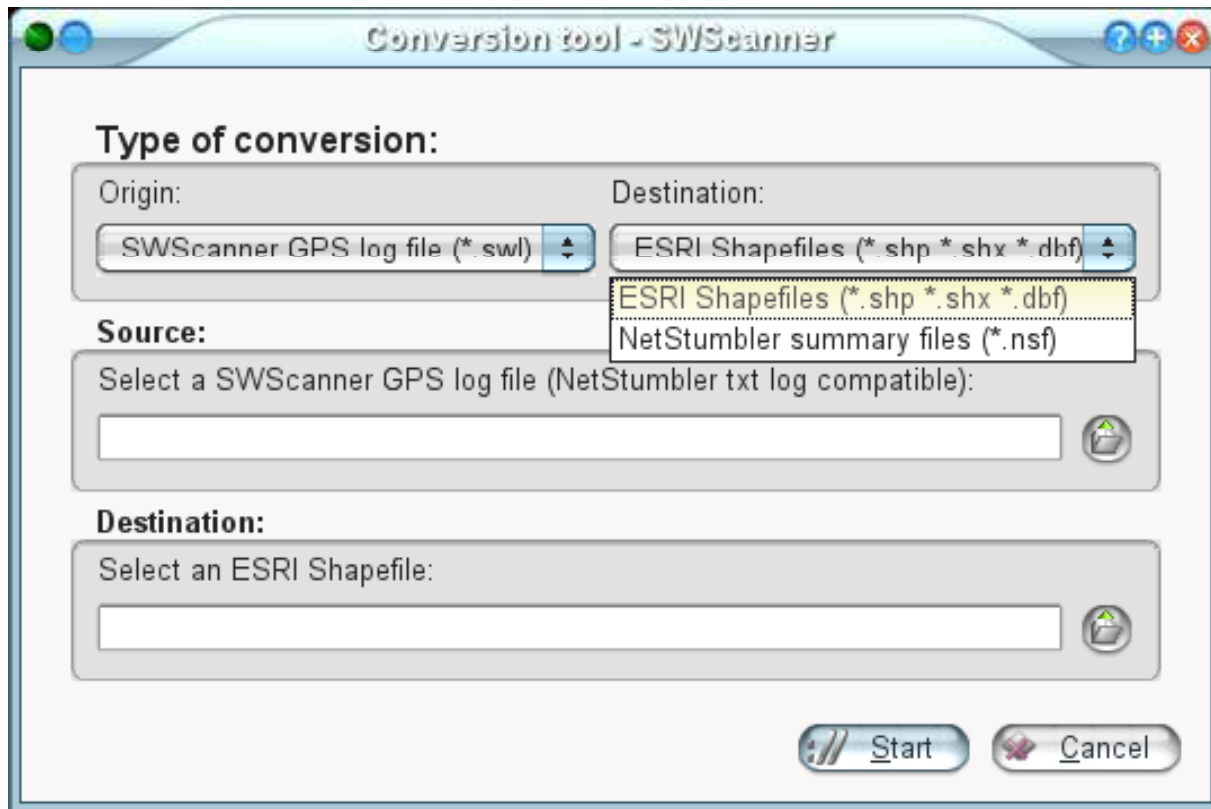 Conversion tool - SWScanner
Type of conversion:
Origin:
Destination:
SWScanner GPS log file (*.swl)
ESRI Shapefiles (*.shp *.shx *.dbf)
ESRI Shapefiles (*.shp *.shx *.dbf)
NetStumbler summary files (*.nsf)
Source:
Select a SWScanner GPS log file (NetStumbler txt log compatible):
Destination:
Select an ESRI Shapefile:
Start
Cancel